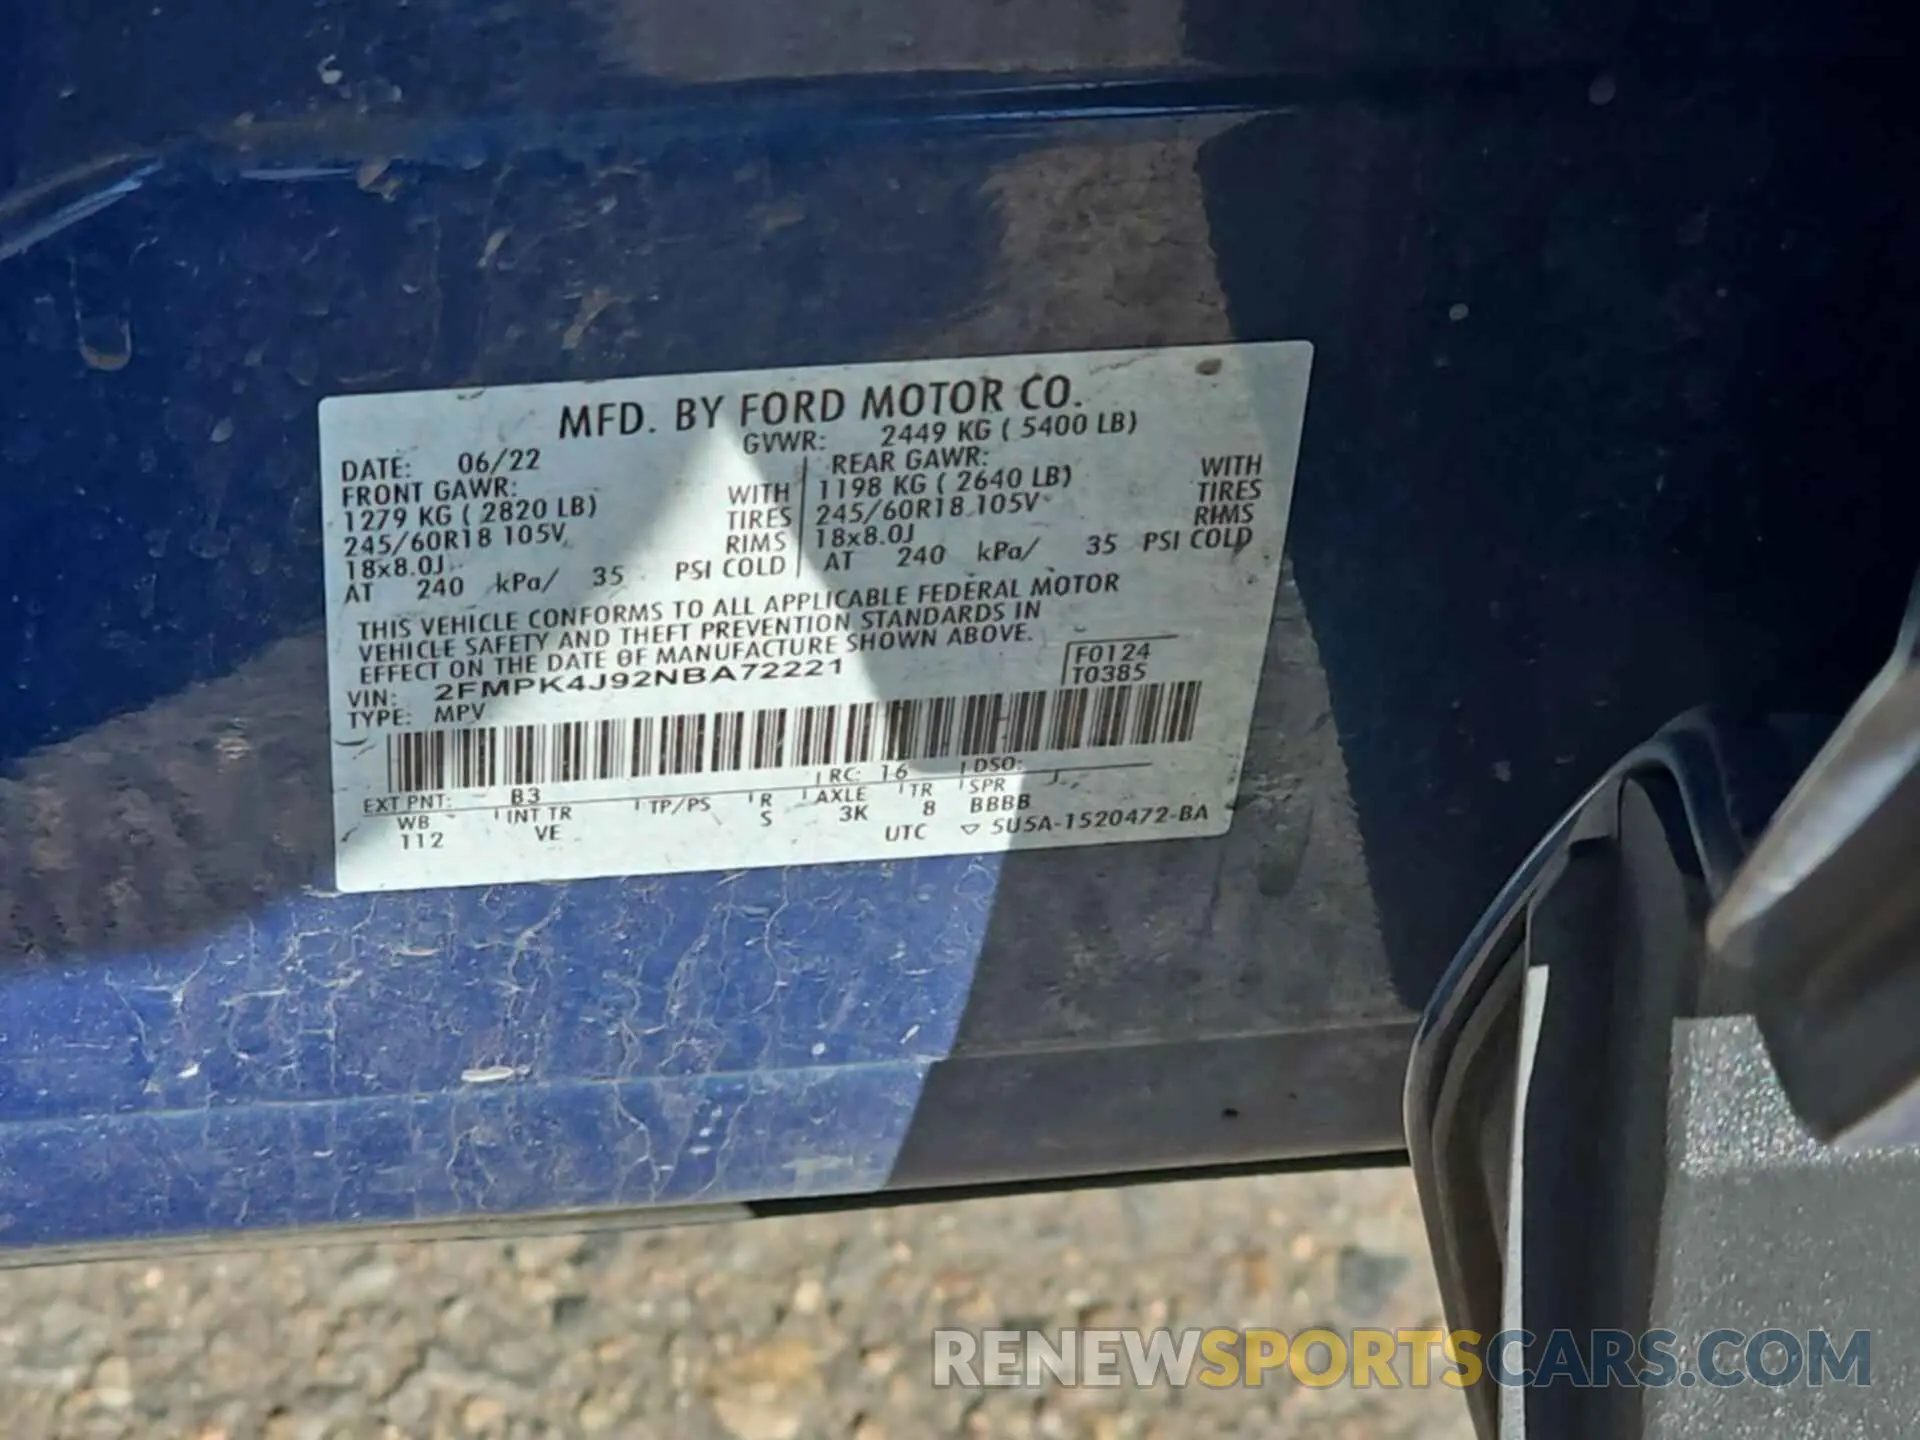 MFD. BY FORD MOTOR CO.
DATE: 06/22 GVWR: 2449 KG ( 5400 LB)
FRONT GAWR: REAR GAWR:
1279 KG ( 2820 LB) WITH 1198 KG ( 2640 LB) WITH
245/60R18 105V TIRES 245/60R18 105V TIRES
18x8.0J RIMS 18x8.0J RIMS
AT 240 kPa/ 35 PSI COLD AT 240 kPa/ 35 PSI COLD
THIS VEHICLE CONFORMS TO ALL APPLICABLE FEDERAL MOTOR
VEHICLE SAFETY AND THEFT PREVENTION STANDARDS IN
EFFECT ON THE DATE OF MANUFACTURE SHOWN ABOVE.
VIN: 2FMPK4J92NBA72221 F0124
TYPE: MPV T0385
EXT PNT: B3 RC: 16 DSO:
WB INT TR TP/PS R AXLE TR SPR
112 VE S 3K 8 BBBB
UTC ▽ 5U5A-1520472-BA
RENEWSPORTSCARS.COM